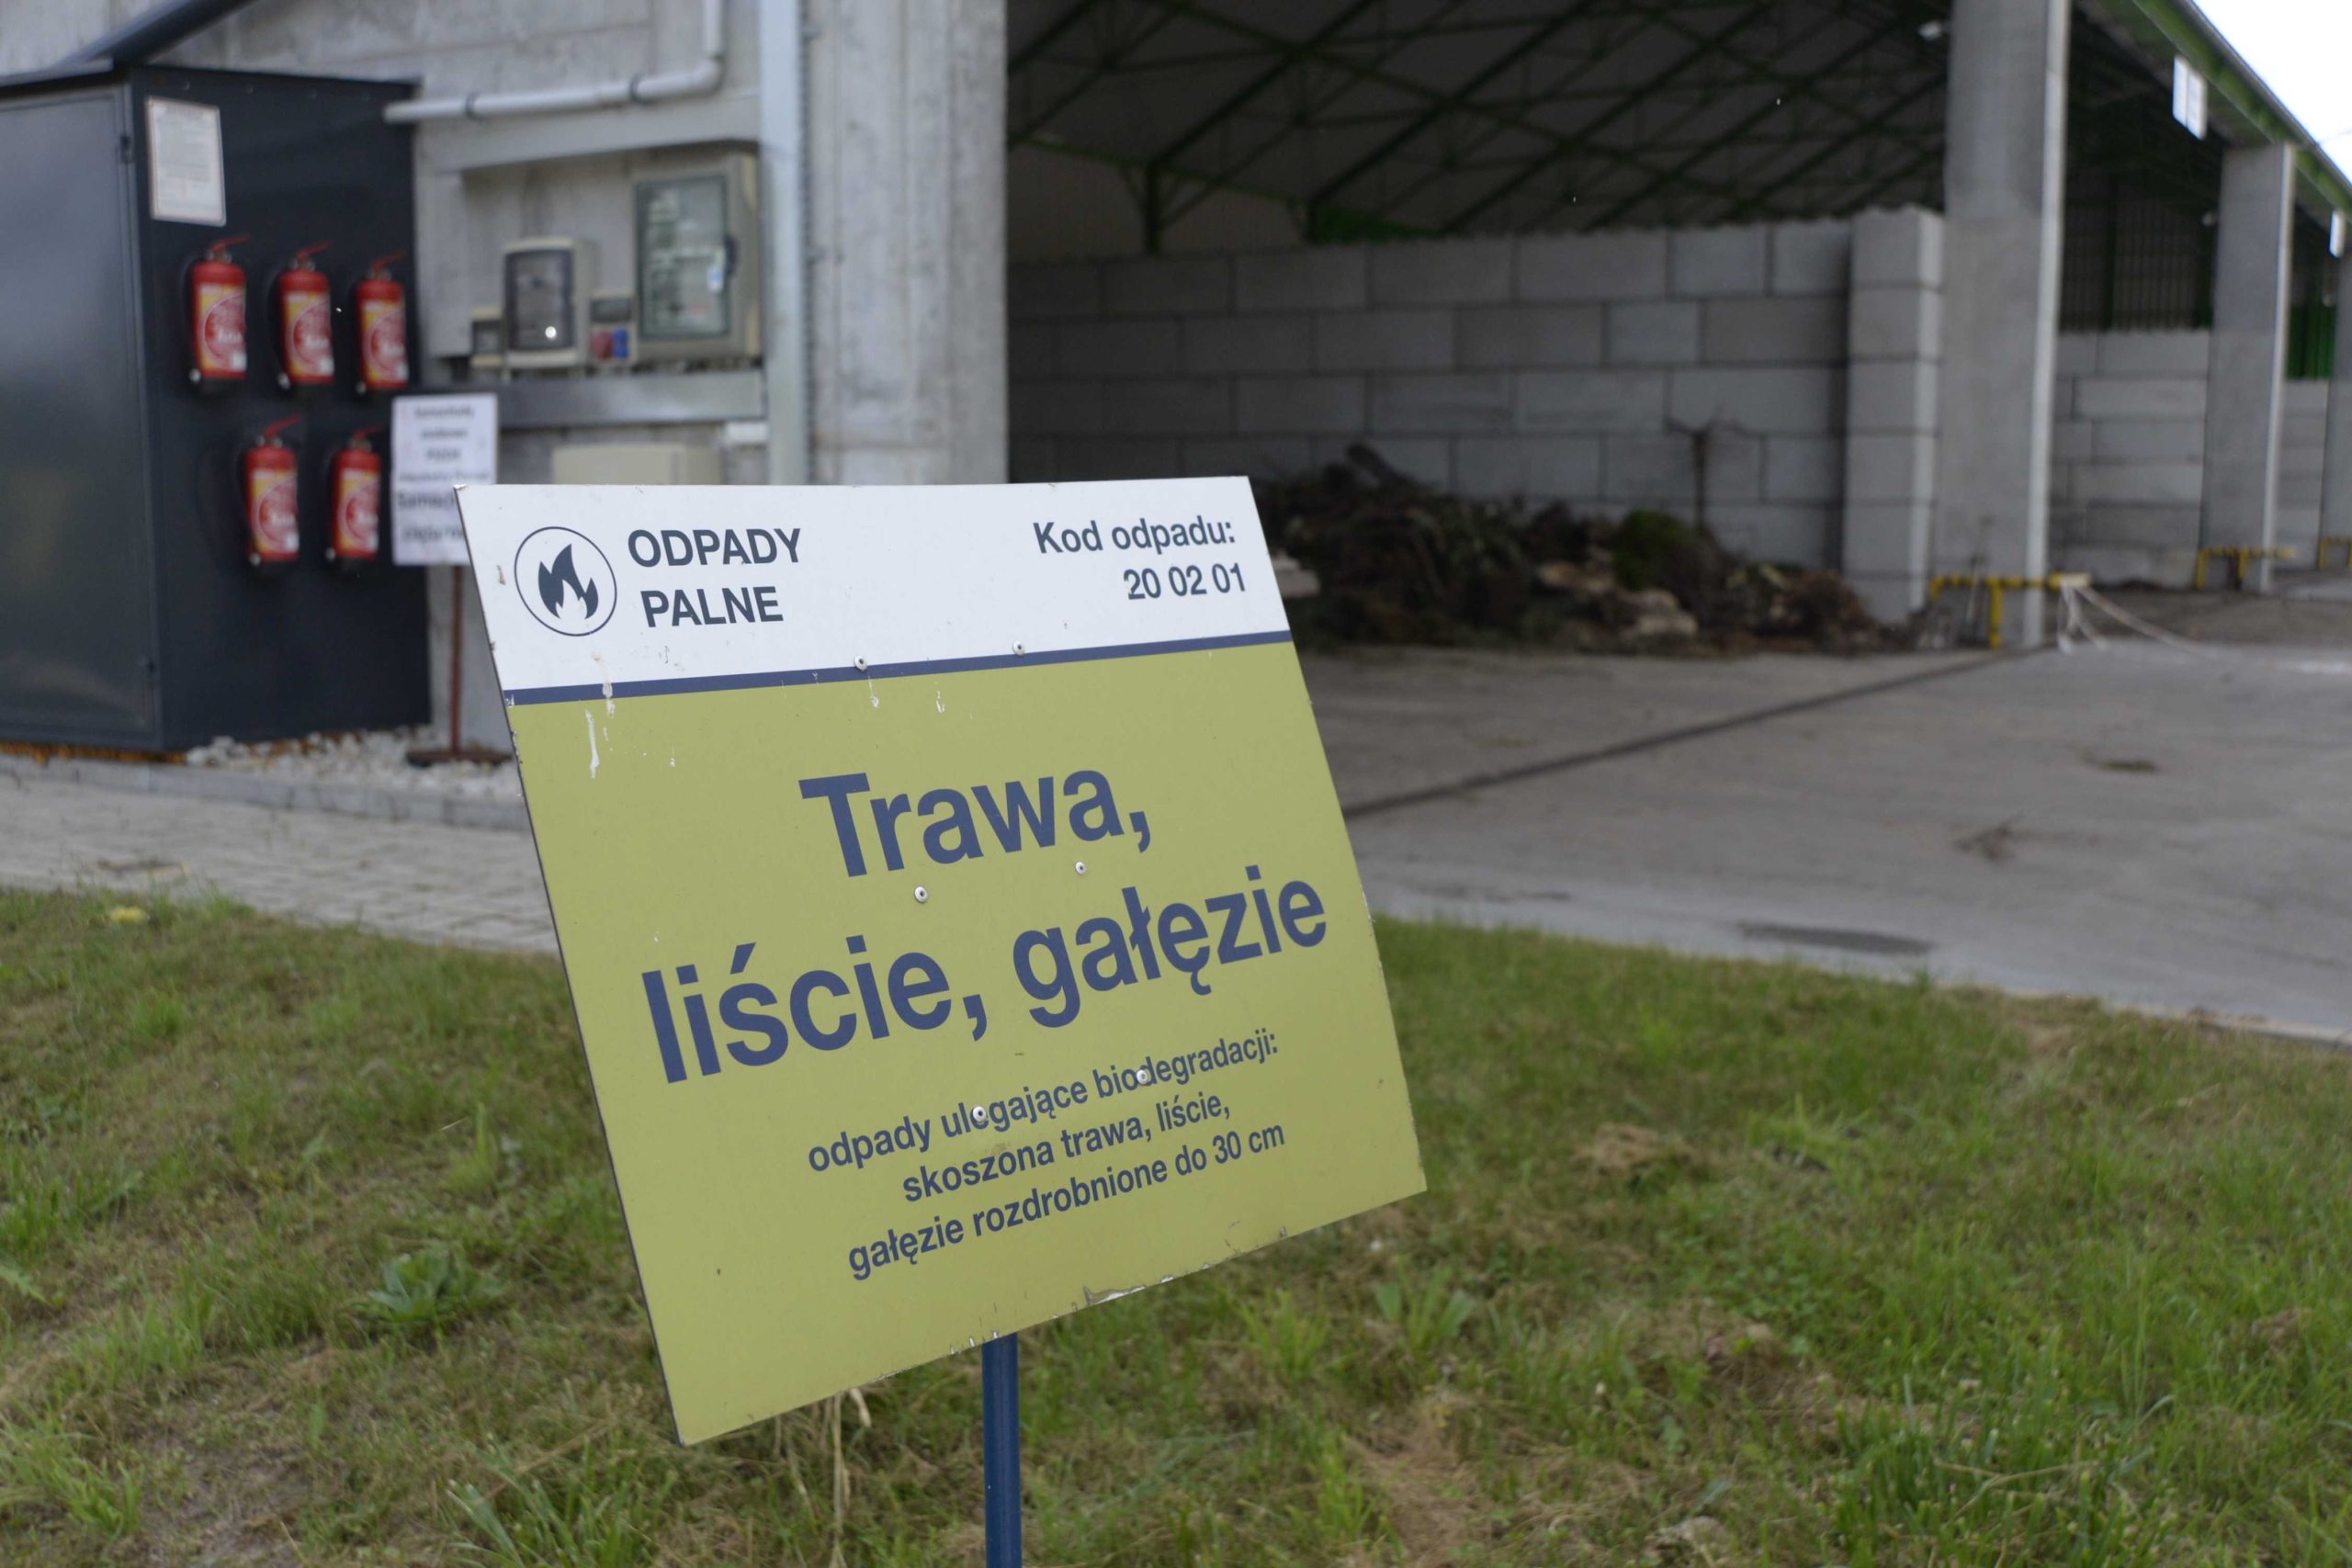 ODPADY
PALNE
Kod odpadu:
20 02 01
Trawa,
liście, gałęzie
odpady ulegające biodegradacji:
skoszona trawa, liście,
gałęzie rozdrobnione do 30 cm